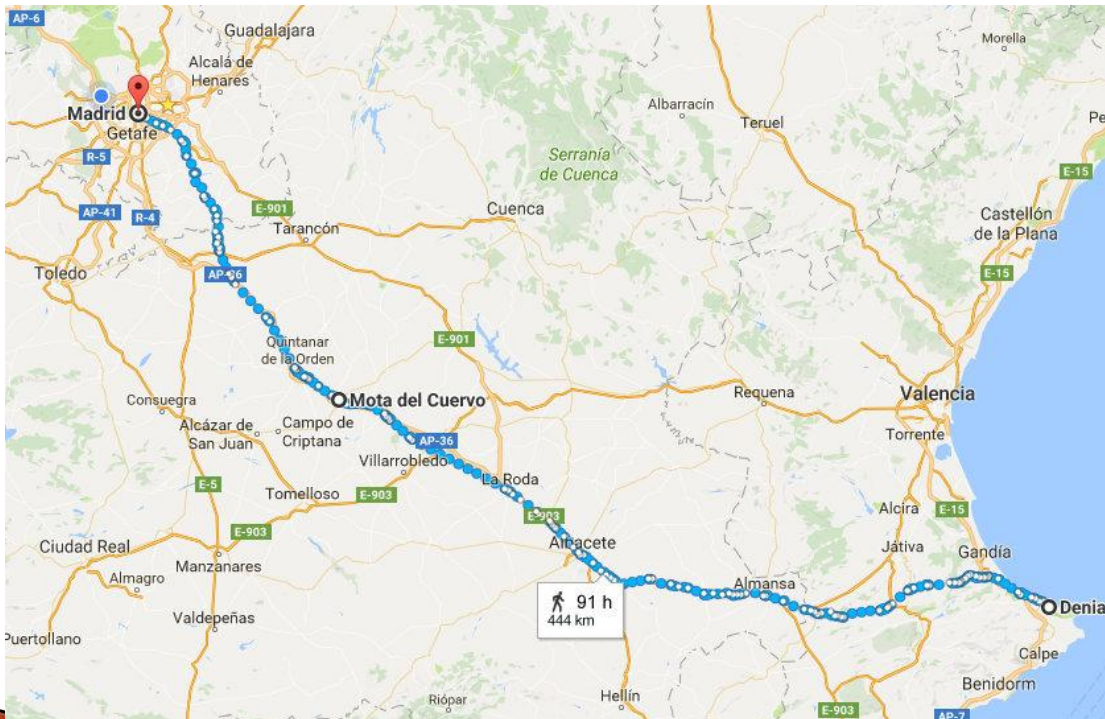 AP-6
Guadalajara
Morella
Alcalá de
Henares
Albarracín
Madrid
Teruel
Getafe
R-5
Serranía
de Cuenca
E-15
AP-41
R-4
E-901
Cuenca
Castellón
de la Plana
Tarancón
Toledo
E-15
E-901
Quintanar
de la Orden
Requena
Valencia
Consuegra
Mota del Cuervo
Alcázar de
San Juan
Campo de
Criptana
AP-36
Torrente
Villarrobledo
La Roda
E-5
Tomelloso
E-903
E-903
E-15
Alcira
E-903
Ciudad Real
Albacete
Játiva
Gandía
Manzanares
Almagro
Almansa
91 h
444 km
Denia
Valdepeñas
Puertollano
Calpe
Benidorm
Riópar
Hellín
E-903
AP-7